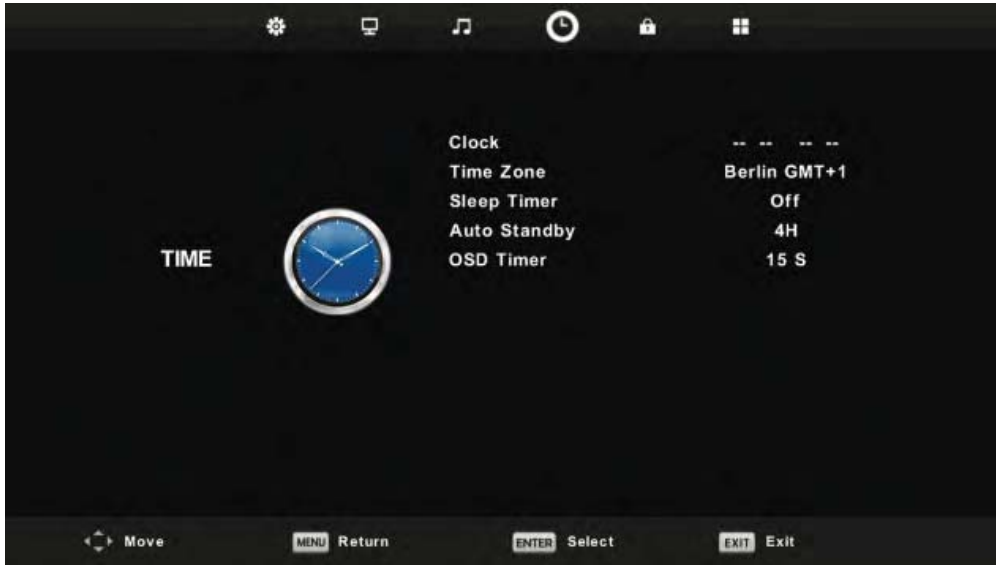 Clock -- -- -- --
Time Zone Berlin GMT+1
Sleep Timer Off
Auto Standby 4H
TIME
OSD Timer 15 S
Move MENU Return ENTER Select EXIT Exit